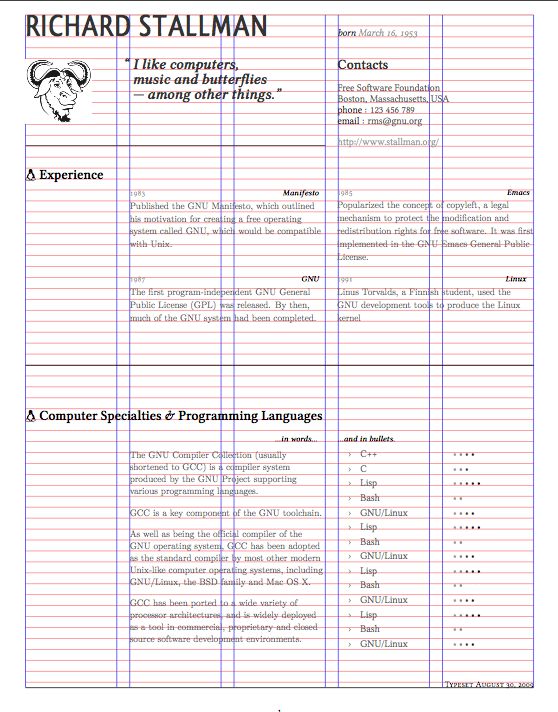 RICHARD STALLMAN
born March 16, 1953
“ I like computers,
music and butterflies
— among other things.”
Contacts
Free Software Foundation
Boston, Massachusetts, USA
phone : 123 456 789
email : rms@gnu.org
http://www.stallman.org/
Experience
1983 Manifesto
Published the GNU Manifesto, which outlined
his motivation for creating a free operating
system called GNU, which would be compatible
with Unix.
1985 Emacs
Popularized the concept of copyleft, a legal
mechanism to protect the modification and
redistribution rights for free software. It was first
implemented in the GNU Emacs General Public
License.
1987 GNU
The first program-independent GNU General
Public License (GPL) was released. By then,
much of the GNU system had been completed.
1991 Linux
Linus Torvalds, a Finnish student, used the
GNU development tools to produce the Linux
kernel
Computer Specialties & Programming Languages
...in words...
The GNU Compiler Collection (usually
shortened to GCC) is a compiler system
produced by the GNU Project supporting
various programming languages.
GCC is a key component of the GNU toolchain.
As well as being the official compiler of the
GNU operating system, GCC has been adopted
as the standard compiler by most other modern
Unix-like computer operating systems, including
GNU/Linux, the BSD family and Mac OS X.
GCC has been ported to a wide variety of
processor architectures, and is widely deployed
as a tool in commercial, proprietary and closed
source software development environments.
...and in bullets.
› C++ ••••
› C •••
› Lisp •••••
› Bash ••
› GNU/Linux ••••
› Lisp •••••
› Bash ••
› GNU/Linux ••••
› Lisp •••••
› Bash ••
› GNU/Linux ••••
› Lisp •••••
› Bash ••
› GNU/Linux ••••
Typeset August 30, 2009